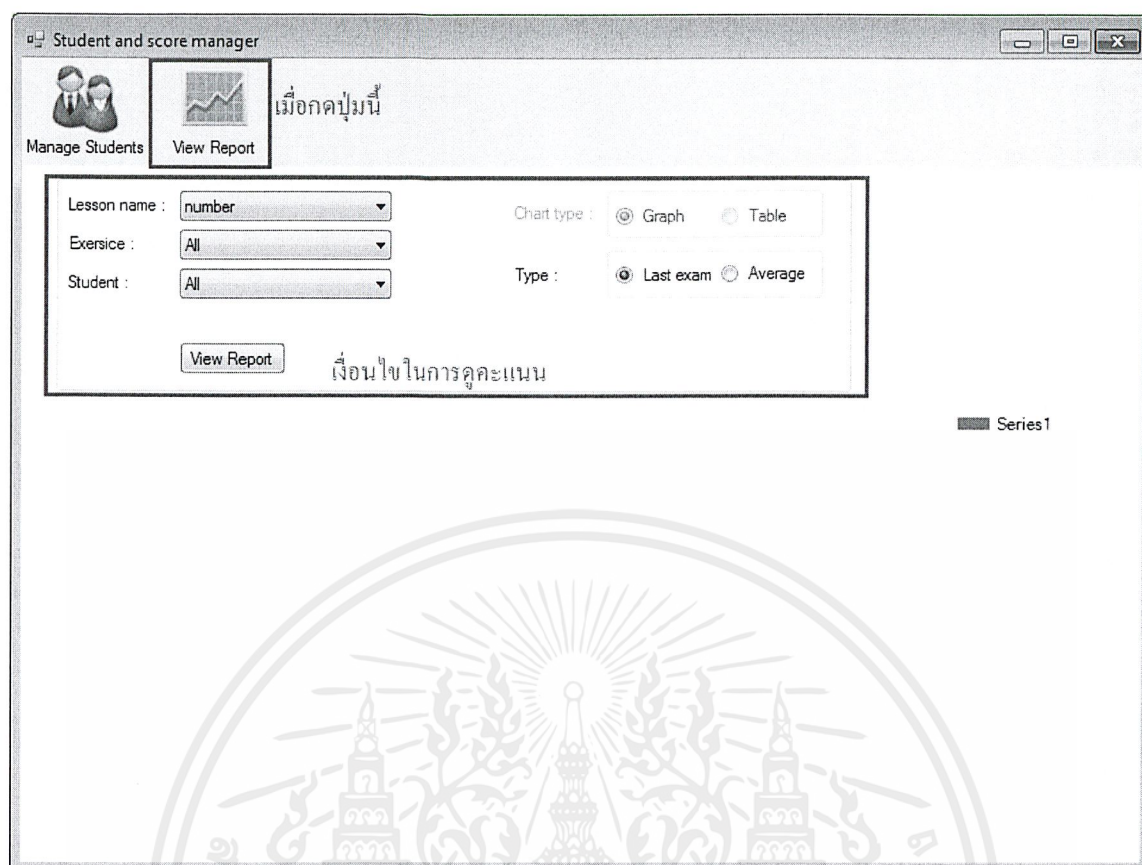 Student and score manager
เมื่อกดปุ่มนี้
Manage Students View Report
Lesson name : number
Chart type : Graph Table
Exersice : All
Student : All
Type : Last exam Average
View Report
เงื่อนไขในการดูคะแนน
Series1